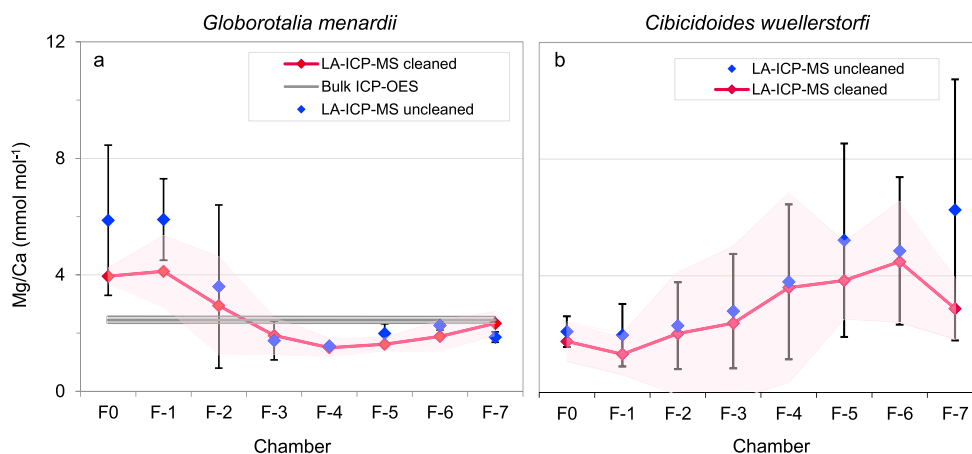 Globorotalia menardii
Cibicidoides wuellerstorfi
12
a
LA-ICP-MS cleaned
Bulk ICP-OES
LA-ICP-MS uncleaned
b
LA-ICP-MS uncleaned
LA-ICP-MS cleaned
8
4
0
Mg/Ca (mmol mol⁻¹)
F0 F-1 F-2 F-3 F-4 F-5 F-6 F-7
F0 F-1 F-2 F-3 F-4 F-5 F-6 F-7
Chamber
Chamber